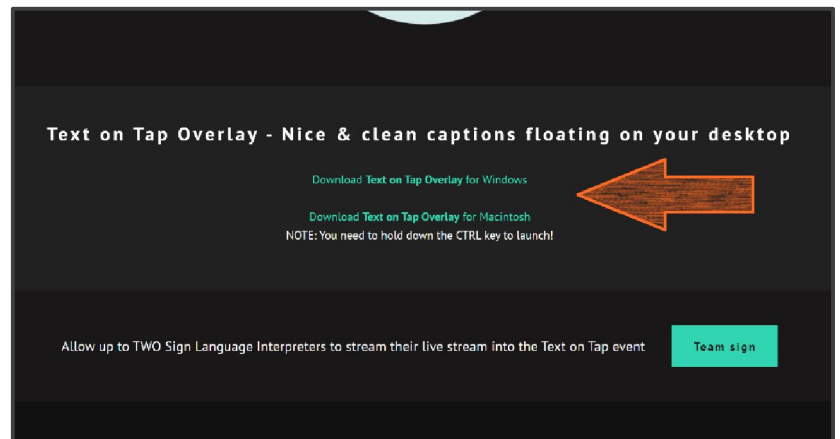 Text on Tap Overlay - Nice & clean captions floating on your desktop
Download Text on Tap Overlay for Windows
Download Text on Tap Overlay for Macintosh
NOTE: You need to hold down the CTRL key to launch!
Allow up to TWO Sign Language Interpreters to stream their live stream into the Text on Tap event
Team sign